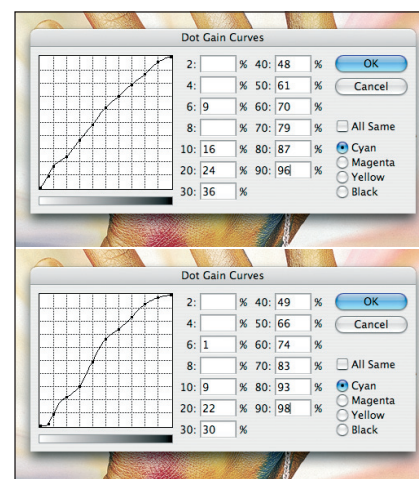 Dot Gain Curves
2: % 40: 48 % OK
4: % 50: 61 % Cancel
6: 9 % 60: 70 %
8: % 70: 79 % All Same
10: 16 % 80: 87 % Cyan
20: 24 % 90: 96 % Magenta
30: 36 % Yellow
Black
Dot Gain Curves
2: % 40: 49 % OK
4: % 50: 66 % Cancel
6: 1 % 60: 74 %
8: % 70: 83 % All Same
10: 9 % 80: 93 % Cyan
20: 22 % 90: 98 % Magenta
30: 30 % Yellow
Black